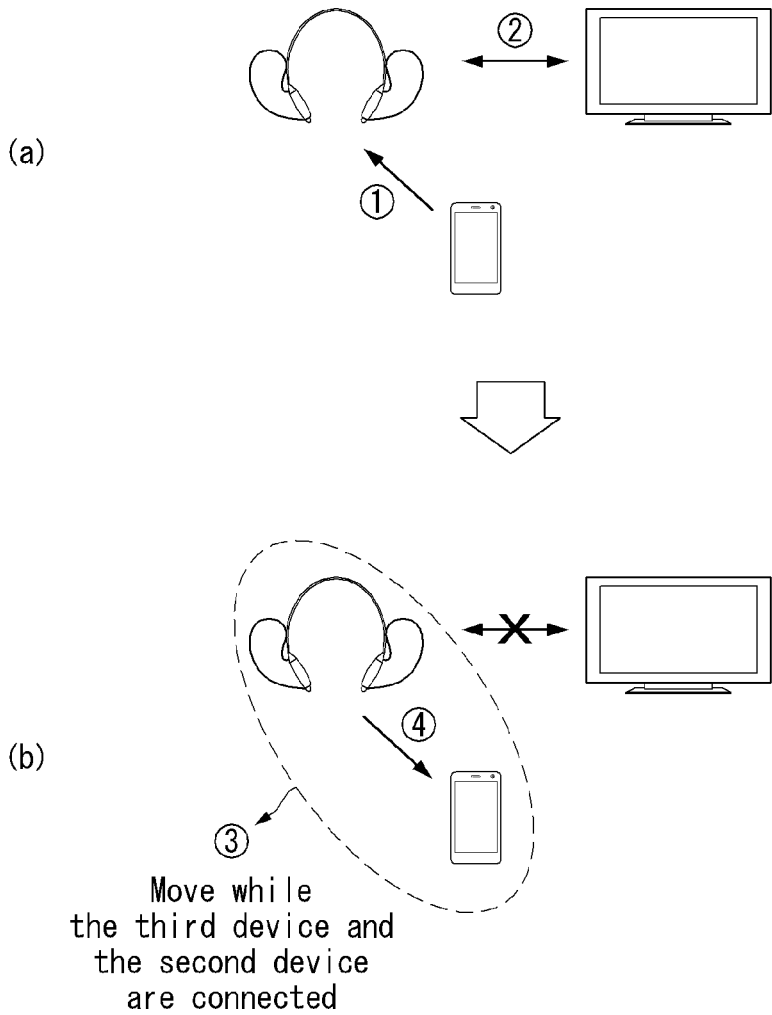 ②
(a)
①
④
(b)
③
Move while
the third device and
the second device
are connected